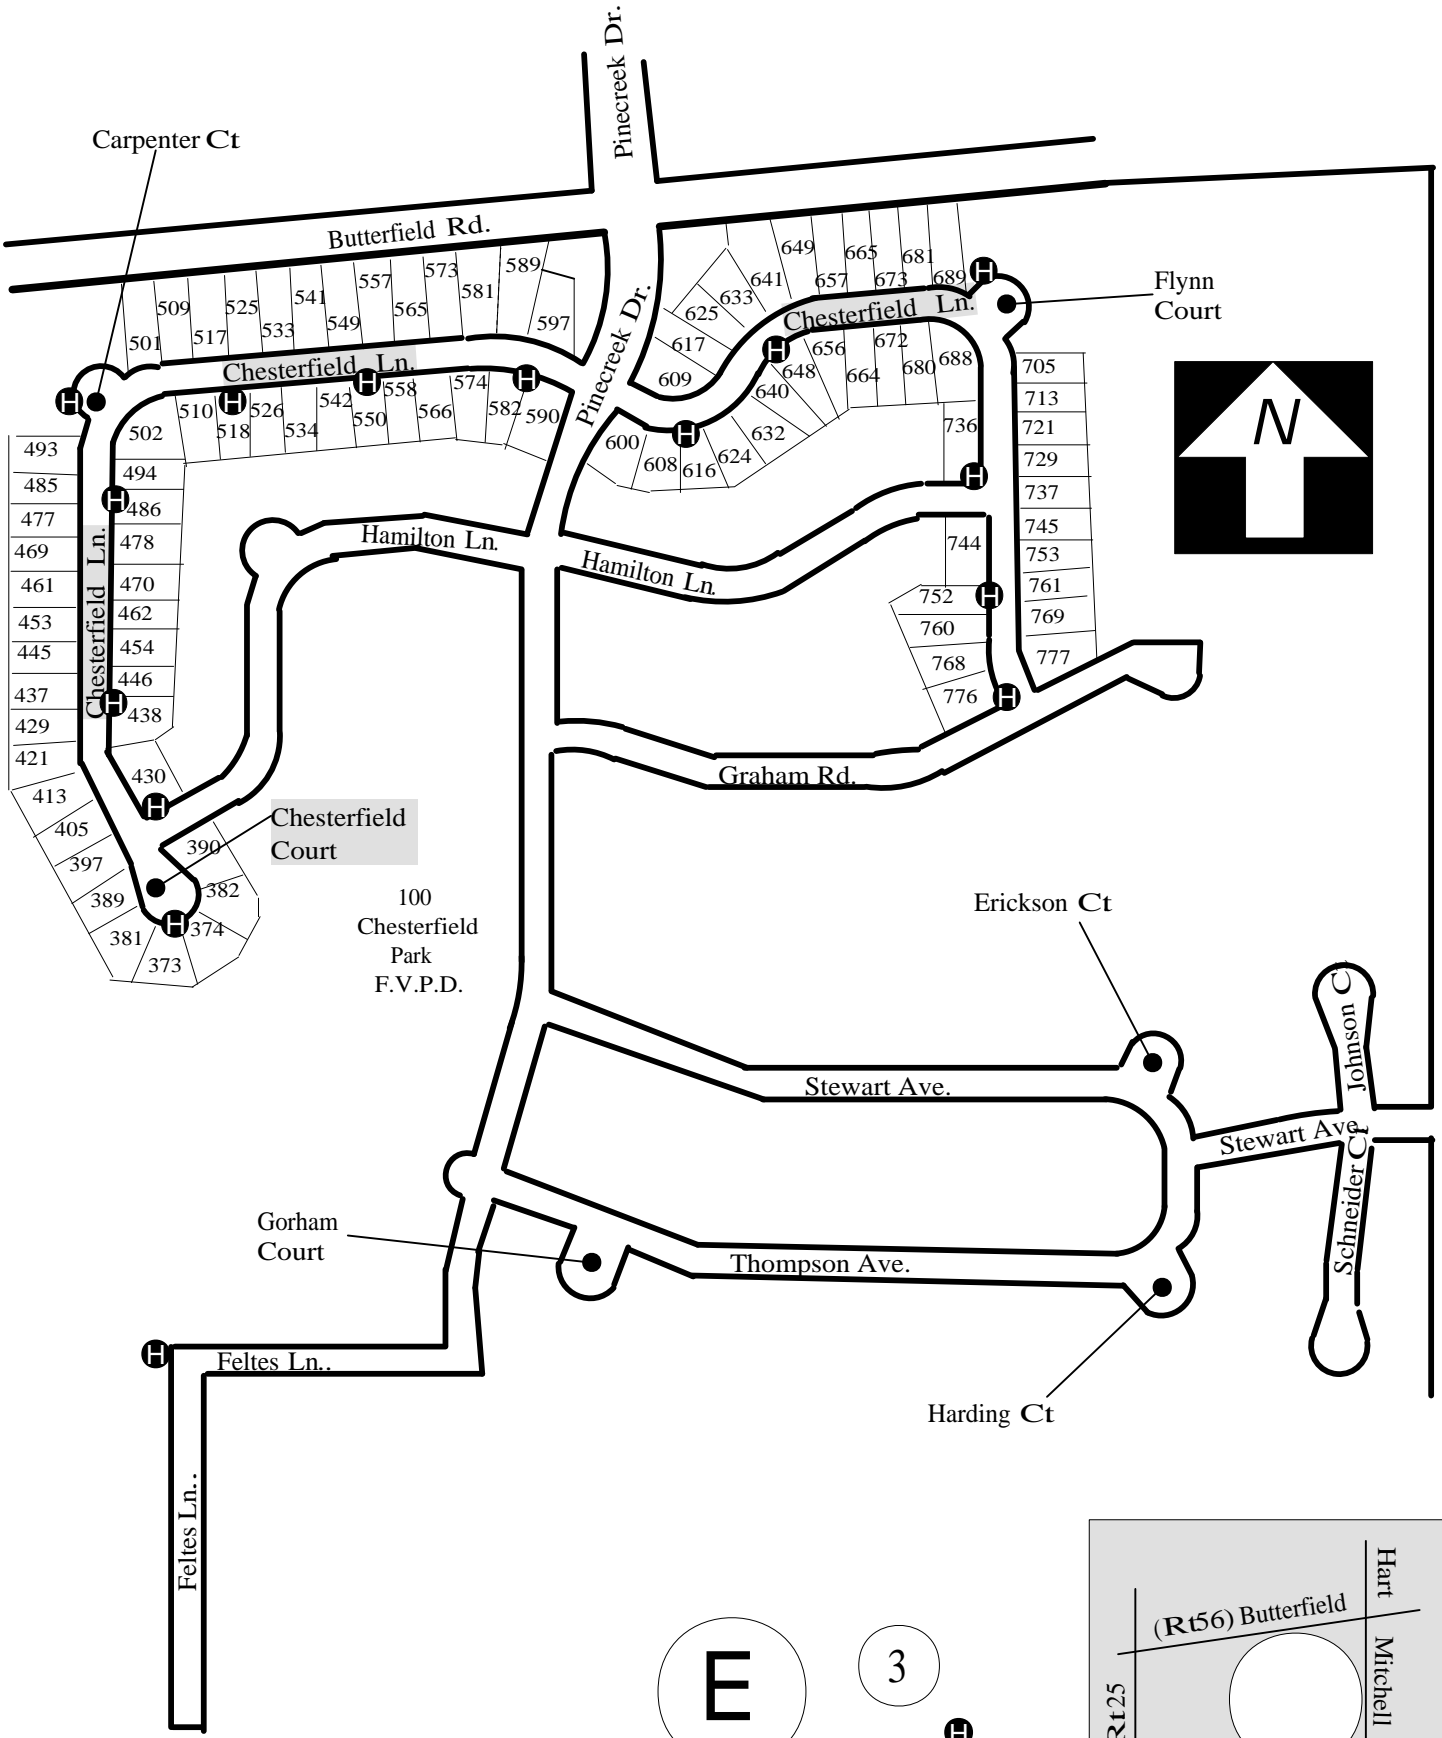 Pinecreek Dr.
Carpenter Ct
Butterfield Rd.
Flynn
Court
Pinecreek Dr.
Chesterfield Ln.
Chesterfield Ln.
501 509 517 525 533 541 549 557 565 573 581 589 597
609 617 625 633 641 649 657 665 673 681 689
H H H H H H H
502 510 518 526 534 542 550 558 566 574 582 590
600 608 616 624 632 640 648 656 664 672 680 688
N
493
485
477
469
461
453
445
437
429
421
413
405
397
389
381
373
Chesterfield Ln.
494
486
478
470
462
454
446
438
430
390
382
374
H
H
H
H
705
713
721
729
737
745
753
761
769
777
736
744
752
760
768
776
H
H
H
Hamilton Ln.
Hamilton Ln.
Graham Rd.
Chesterfield
Court
100
Chesterfield
Park
F.V.P.D.
Erickson Ct
Johnson Ct
Stewart Ave.
Stewart Ave
Schneider Ct
Gorham
Court
Thompson Ave.
H
Feltes Ln..
Harding Ct
Feltes Ln..
E
3
H
Hart
(Rt56) Butterfield
Mitchell
Rt25